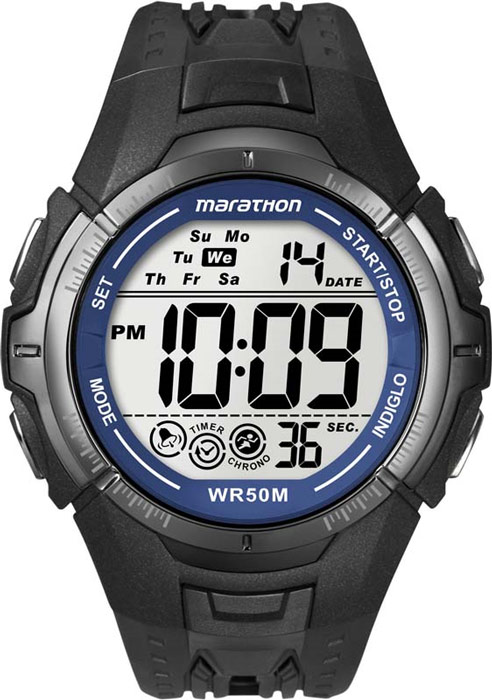 marathon
Su Mo
Tu We
Th Fr Sa
14
DATE
SET
START/STOP
PM
10:09
MODE
INDIGLO
TIMER
CHRONO
36
SEC.
WR50M